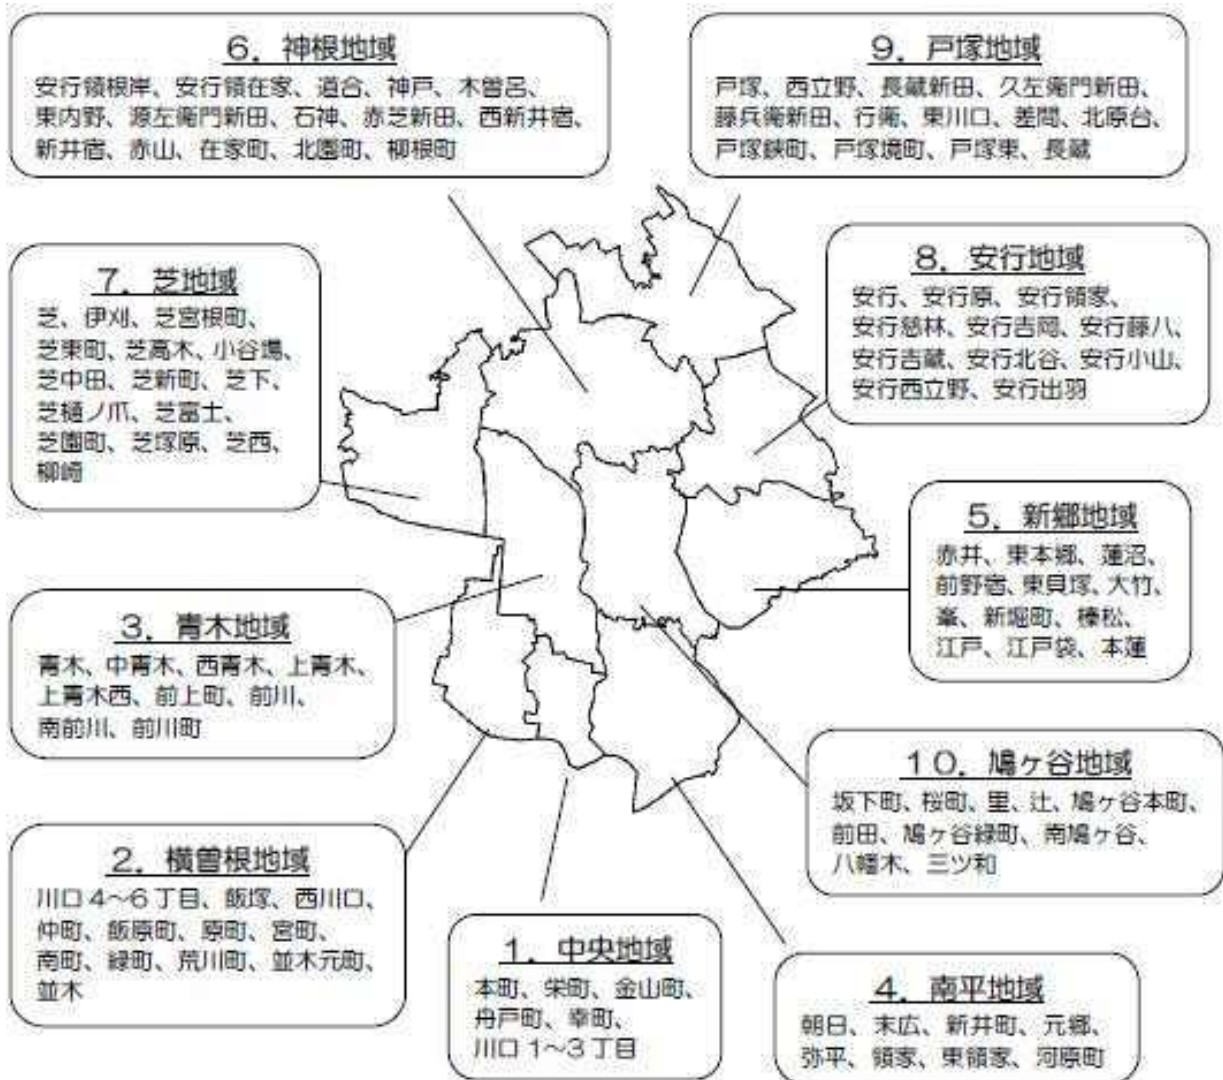 6．神根地域
安行領根岸、安行領在家、道合、神戸、木曽呂、
東内野、源左衛門新田、石神、赤芝新田、西新井宿、
新井宿、赤山、在家町、北園町、柳根町
9．戸塚地域
戸塚、西立野、長蔵新田、久左衛門新田、
藤兵衛新田、行衛、東川口、差間、北原台、
戸塚鋏町、戸塚境町、戸塚東、長蔵
7．芝地域
芝、伊刈、芝宮根町、
芝東町、芝高木、小谷場、
芝中田、芝新町、芝下、
芝樋ノ爪、芝富士、
芝園町、芝塚原、芝西、
柳崎
8．安行地域
安行、安行原、安行領家、
安行慈林、安行吉岡、安行藤八、
安行吉蔵、安行北谷、安行小山、
安行西立野、安行出羽
5．新郷地域
赤井、東本郷、蓮沼、
前野宿、東貝塚、大竹、
峯、新堀町、榛松、
江戸、江戸袋、本蓮
3．青木地域
青木、中青木、西青木、上青木、
上青木西、前上町、前川、
南前川、前川町
10．鳩ヶ谷地域
坂下町、桜町、里、辻、鳩ヶ谷本町、
前田、鳩ヶ谷緑町、南鳩ヶ谷、
八幡木、三ツ和
2．横曽根地域
川口4～6丁目、飯塚、西川口、
仲町、飯原町、原町、宮町、
南町、緑町、荒川町、並木元町、
並木
1．中央地域
本町、栄町、金山町、
舟戸町、幸町、
川口1～3丁目
4．南平地域
朝日、末広、新井町、元郷、
弥平、領家、東領家、河原町